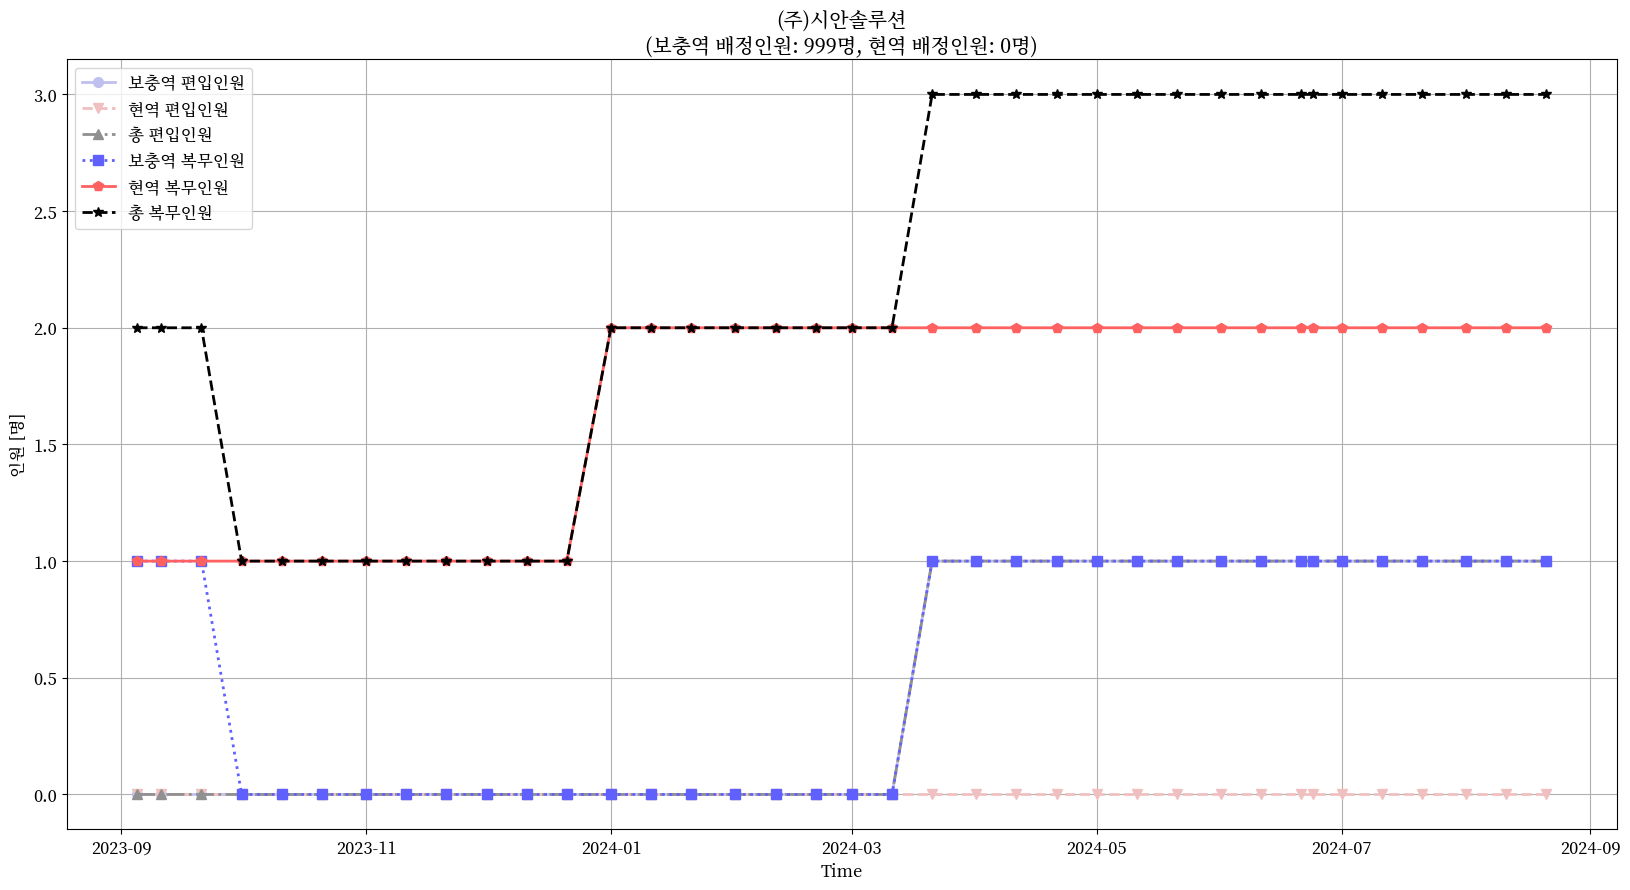 (주)시안솔루션
(보충역 배정인원: 999명, 현역 배정인원: 0명)
보충역 편입인원
현역 편입인원
총 편입인원
보충역 복무인원
현역 복무인원
총 복무인원
3.0
2.5
2.0
1.5
1.0
0.5
0.0
인원 [명]
2023-09
2023-11
2024-01
2024-03
2024-05
2024-07
2024-09
Time